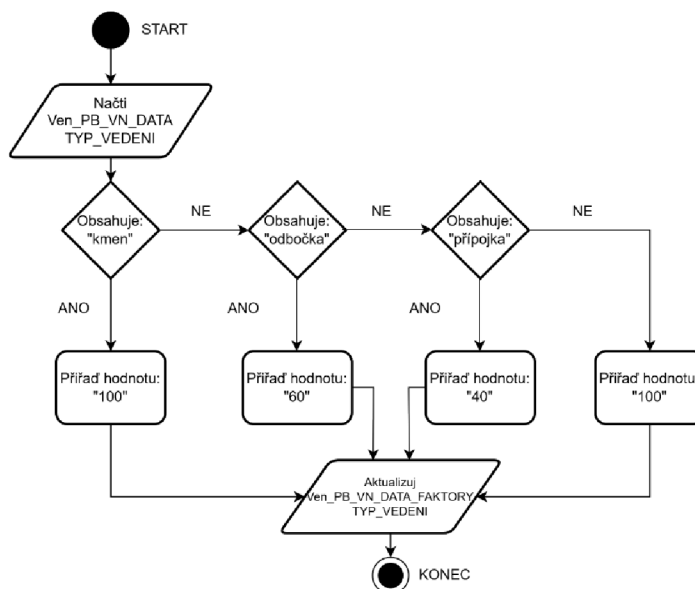 START
Načti
Ven_PB_VN_DATA
TYP_VEDENI
Obsahuje:
"kmen"
NE
Obsahuje:
"odbočka"
NE
Obsahuje:
"přípojka"
NE
ANO
ANO
ANO
Přiřaď hodnotu:
"100"
Přiřaď hodnotu:
"60"
Přiřaď hodnotu:
"40"
Přiřaď hodnotu:
"100"
Aktualizuj
Ven_PB_VN_DATA_FAKTORY
TYP_VEDENI
KONEC